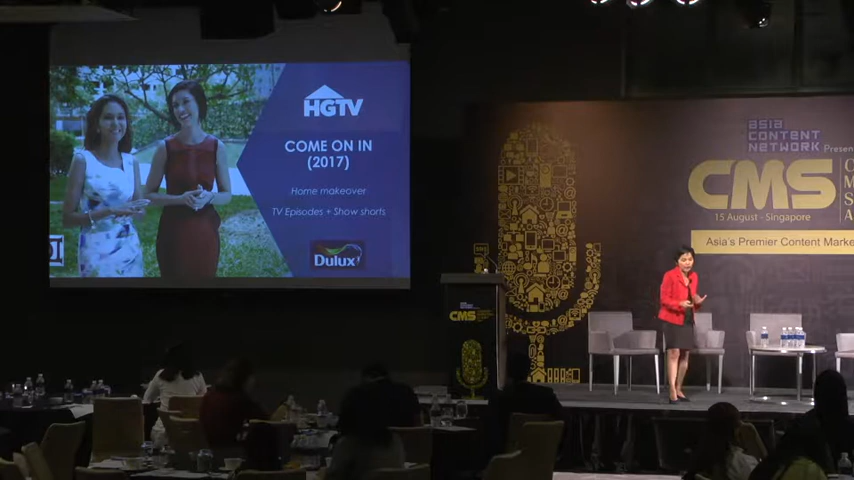 HGTV
COME ON IN
(2017)
Home makeover
TV Episodes + Show shorts
Dulux
asia
CONTENT
NETWORK Presen
CMS
15 August - Singapore
C
M
S
A
Asia's Premier Content Marke
CMS